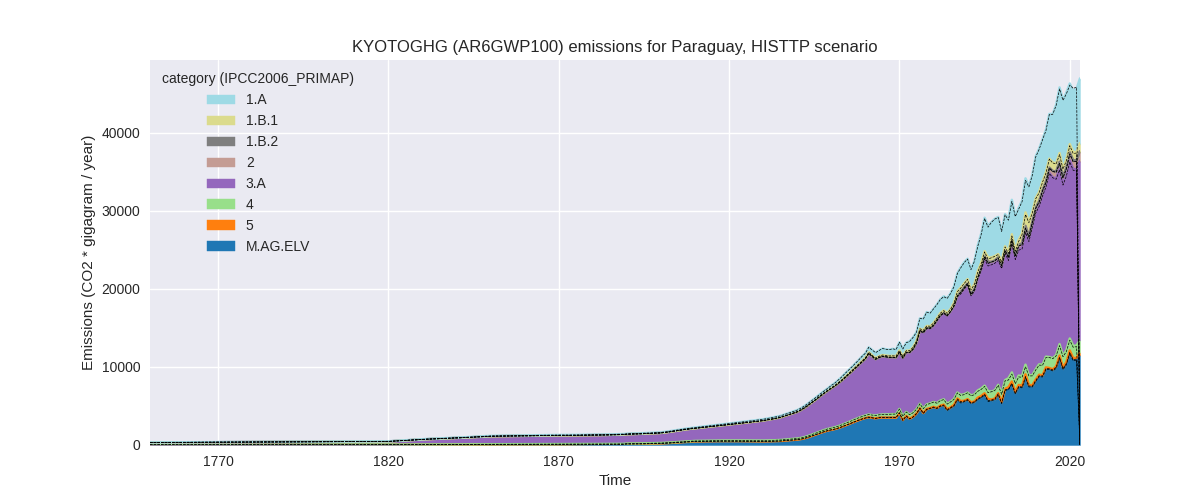 KYOTOGHG (AR6GWP100) emissions for Paraguay, HISTTP scenario
category (IPCC2006_PRIMAP)
1.A
1.B.1
1.B.2
2
3.A
4
5
M.AG.ELV
Emissions (CO2 * gigagram / year)
40000
30000
20000
10000
0
1770 1820 1870 1920 1970 2020
Time